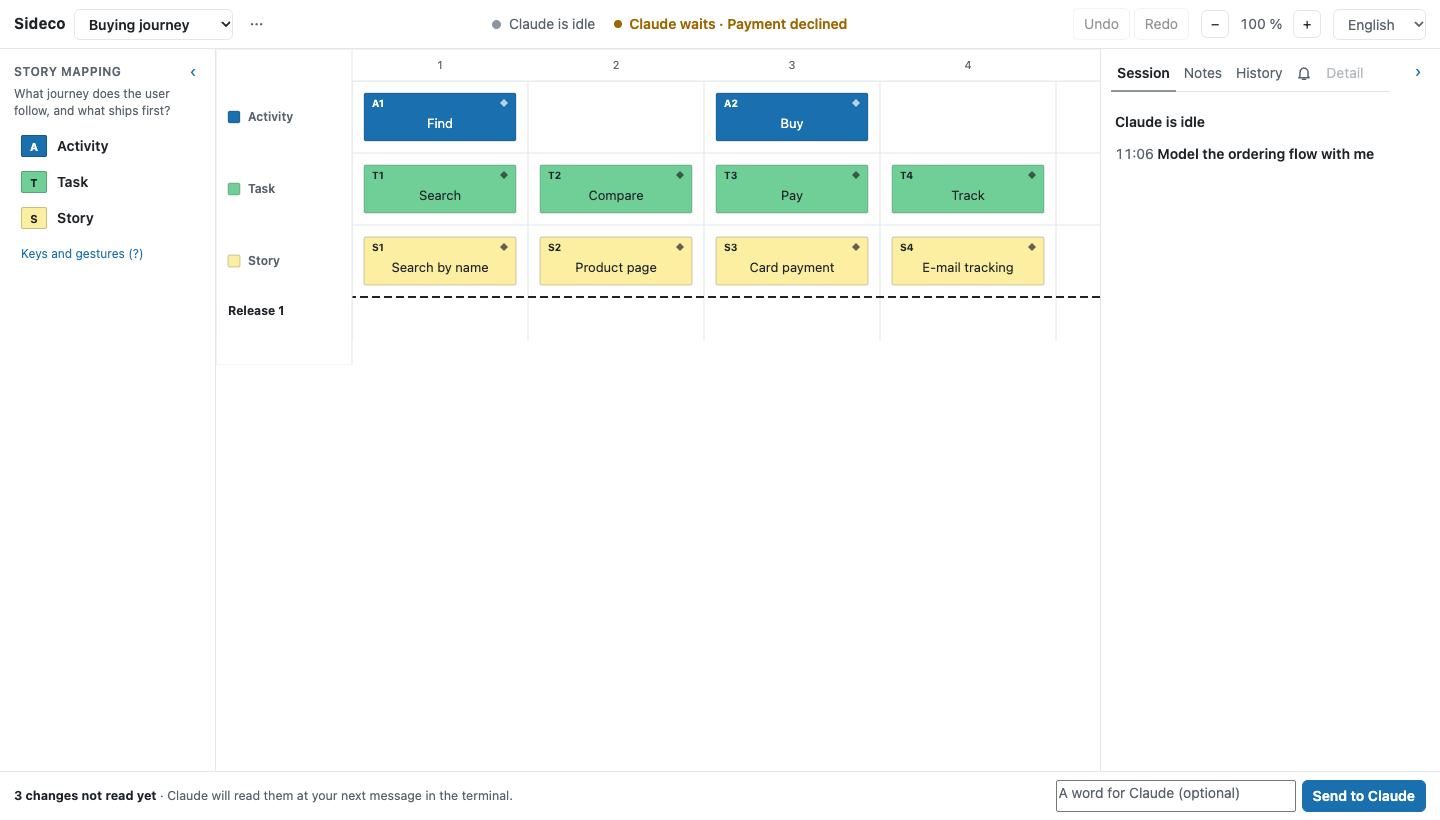 Sideco
Buying journey
···
Claude is idle
Claude waits · Payment declined
Undo
Redo
−
100 %
+
English
STORY MAPPING
‹
What journey does the user
follow, and what ships first?
A
Activity
T
Task
S
Story
Keys and gestures (?)
1
2
3
4
Activity
A1
Find
A2
Buy
Task
T1
Search
T2
Compare
T3
Pay
T4
Track
Story
S1
Search by name
S2
Product page
S3
Card payment
S4
E-mail tracking
Release 1
Session
Notes
History
Detail
›
Claude is idle
11:06 Model the ordering flow with me
3 changes not read yet · Claude will read them at your next message in the terminal.
A word for Claude (optional)
Send to Claude